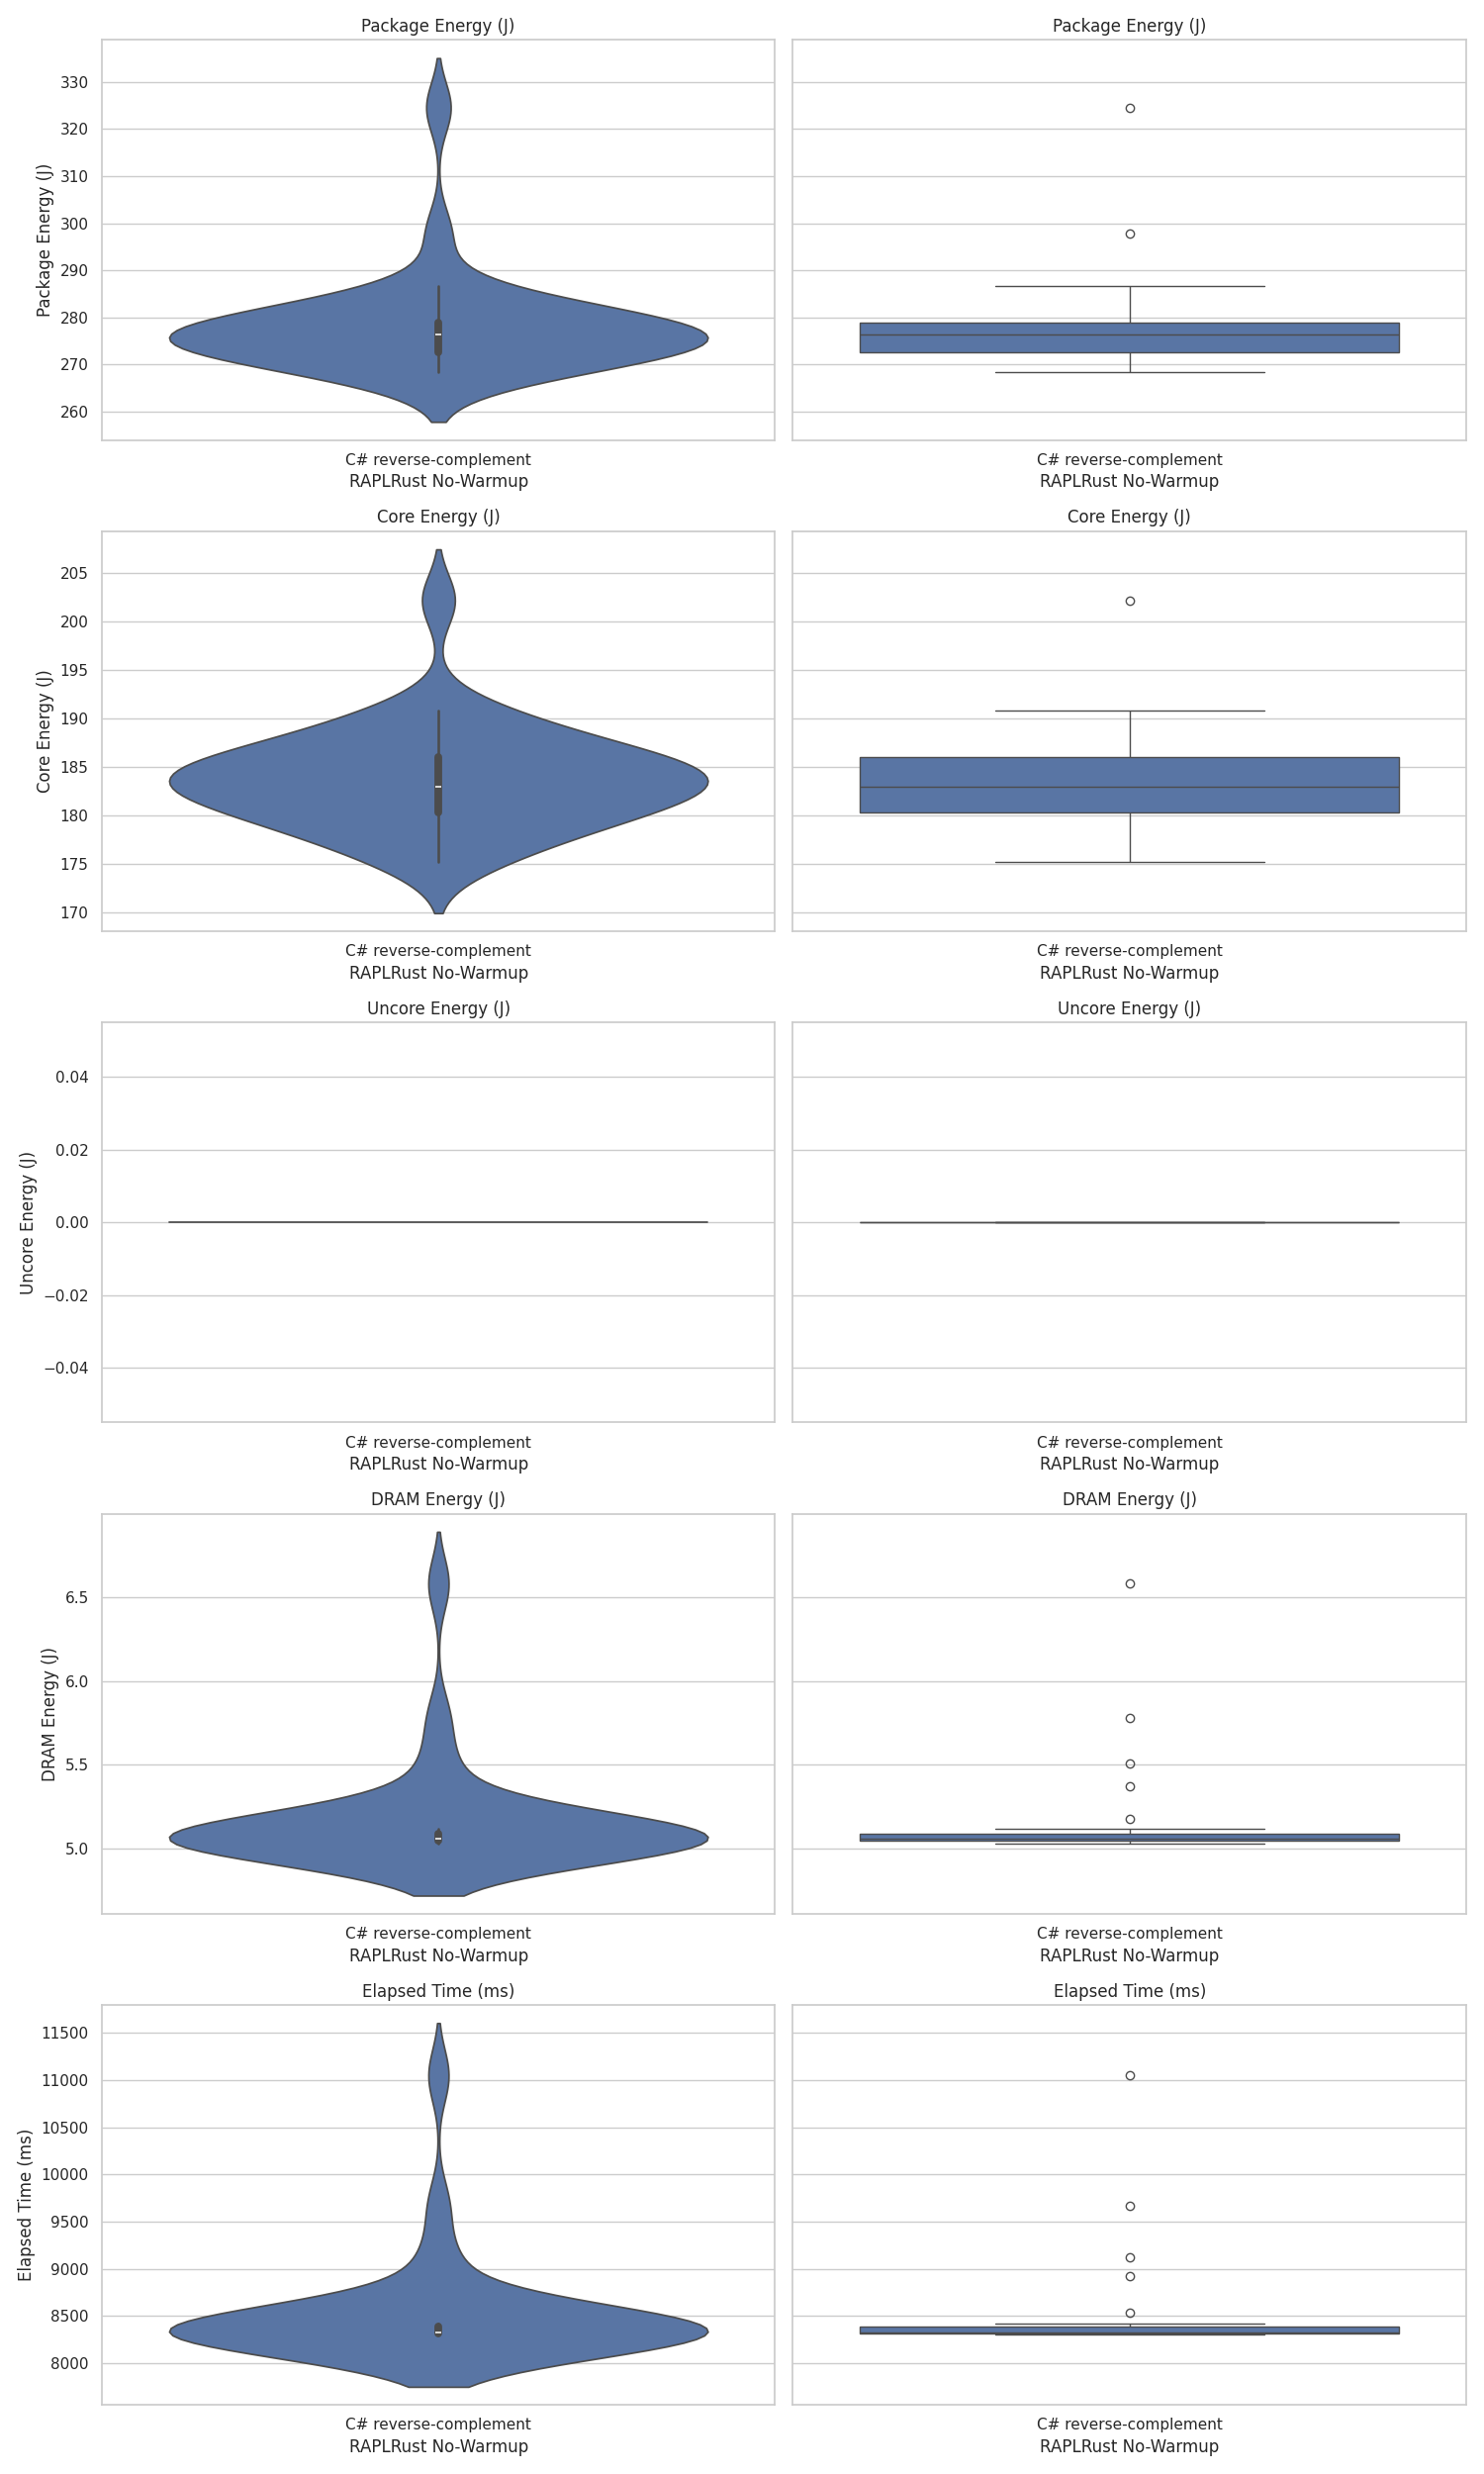 Package Energy (J)
Package Energy (J)
330
320
310
300
290
280
270
260
Package Energy (J)
C# reverse-complement
RAPLRust No-Warmup
C# reverse-complement
RAPLRust No-Warmup
Core Energy (J)
Core Energy (J)
205
200
195
190
185
180
175
170
Core Energy (J)
C# reverse-complement
RAPLRust No-Warmup
C# reverse-complement
RAPLRust No-Warmup
Uncore Energy (J)
Uncore Energy (J)
0.04
0.02
0.00
−0.02
−0.04
Uncore Energy (J)
C# reverse-complement
RAPLRust No-Warmup
C# reverse-complement
RAPLRust No-Warmup
DRAM Energy (J)
DRAM Energy (J)
6.5
6.0
5.5
5.0
DRAM Energy (J)
C# reverse-complement
RAPLRust No-Warmup
C# reverse-complement
RAPLRust No-Warmup
Elapsed Time (ms)
Elapsed Time (ms)
11500
11000
10500
10000
9500
9000
8500
8000
Elapsed Time (ms)
C# reverse-complement
RAPLRust No-Warmup
C# reverse-complement
RAPLRust No-Warmup